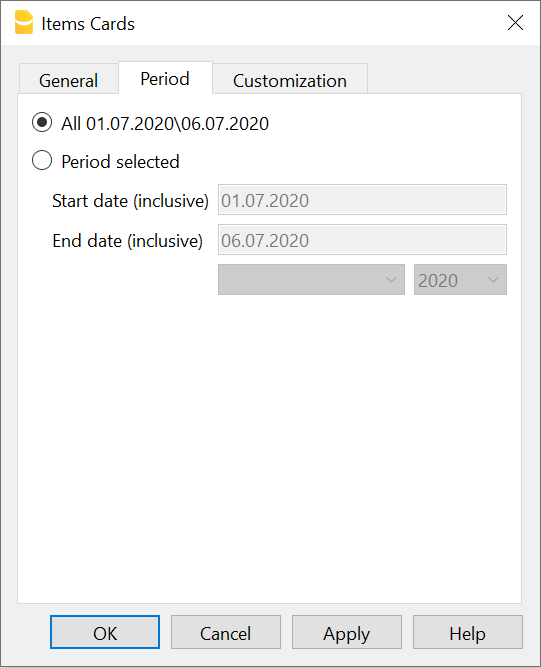 Items Cards
General Period Customization
All 01.07.2020\06.07.2020
Period selected
Start date (inclusive) 01.07.2020
End date (inclusive) 06.07.2020
2020
OK Cancel Apply Help